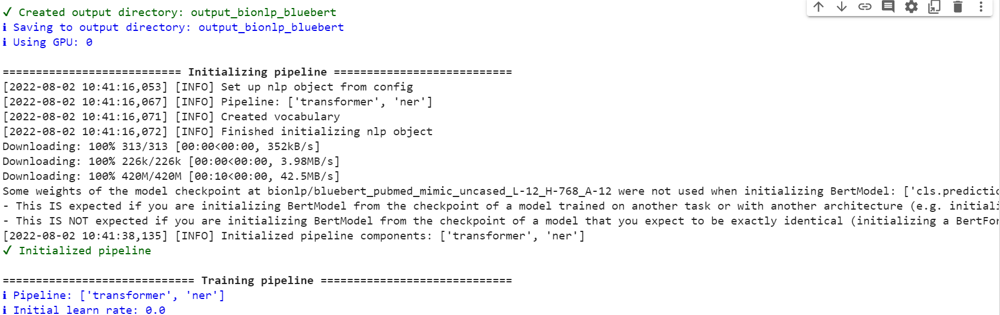 ✓ Created output directory: output_bionlp_bluebert
ℹ Saving to output directory: output_bionlp_bluebert
ℹ Using GPU: 0
=========================== Initializing pipeline ===========================
[2022-08-02 10:41:16,053] [INFO] Set up nlp object from config
[2022-08-02 10:41:16,067] [INFO] Pipeline: ['transformer', 'ner']
[2022-08-02 10:41:16,071] [INFO] Created vocabulary
[2022-08-02 10:41:16,072] [INFO] Finished initializing nlp object
Downloading: 100% 313/313 [00:00<00:00, 352kB/s]
Downloading: 100% 226k/226k [00:00<00:00, 3.98MB/s]
Downloading: 100% 420M/420M [00:10<00:00, 42.5MB/s]
Some weights of the model checkpoint at bionlp/bluebert_pubmed_mimic_uncased_L-12_H-768_A-12 were not used when initializing BertModel: ['cls.predictio
- This IS expected if you are initializing BertModel from the checkpoint of a model trained on another task or with another architecture (e.g. initiali
- This IS NOT expected if you are initializing BertModel from the checkpoint of a model that you expect to be exactly identical (initializing a BertFor
[2022-08-02 10:41:38,135] [INFO] Initialized pipeline components: ['transformer', 'ner']
✓ Initialized pipeline
============================= Training pipeline =============================
ℹ Pipeline: ['transformer', 'ner']
ℹ Initial learn rate: 0.0